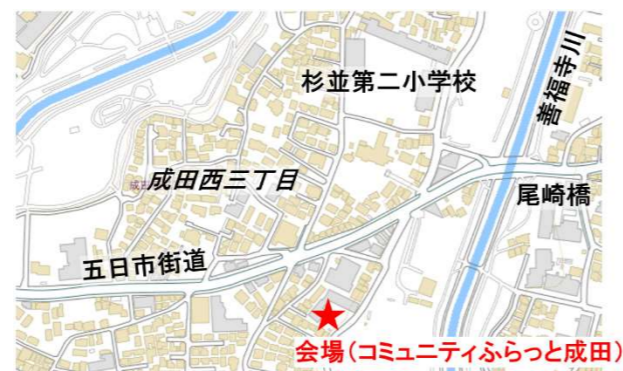 杉並第二小学校
善福寺川
成田西三丁目
尾崎橋
五日市街道
会場(コミュニティふらっと成田)